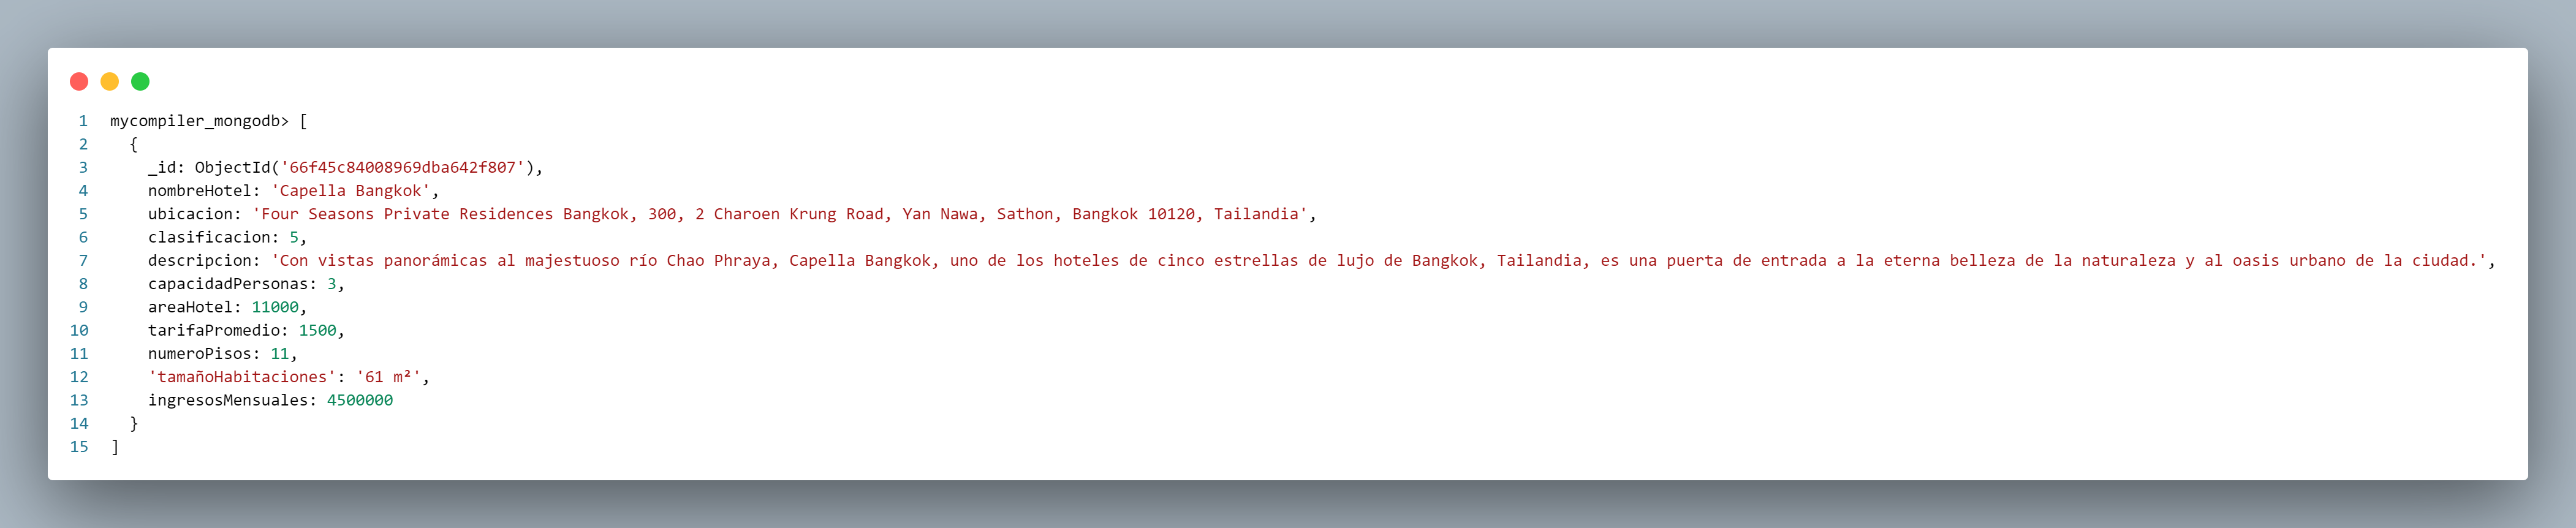 1 mycompiler_mongodb> [
2   {
3     _id: ObjectId('66f45c84008969dba642f807'),
4     nombreHotel: 'Capella Bangkok',
5     ubicacion: 'Four Seasons Private Residences Bangkok, 300, 2 Charoen Krung Road, Yan Nawa, Sathon, Bangkok 10120, Tailandia',
6     clasificacion: 5,
7     descripcion: 'Con vistas panorámicas al majestuoso río Chao Phraya, Capella Bangkok, uno de los hoteles de cinco estrellas de lujo de Bangkok, Tailandia, es una puerta de entrada a la eterna belleza de la naturaleza y al oasis urbano de la ciudad.',
8     capacidadPersonas: 3,
9     areaHotel: 11000,
10     tarifaPromedio: 1500,
11     numeroPisos: 11,
12     'tamañoHabitaciones': '61 m²',
13     ingresosMensuales: 4500000
14   }
15 ]